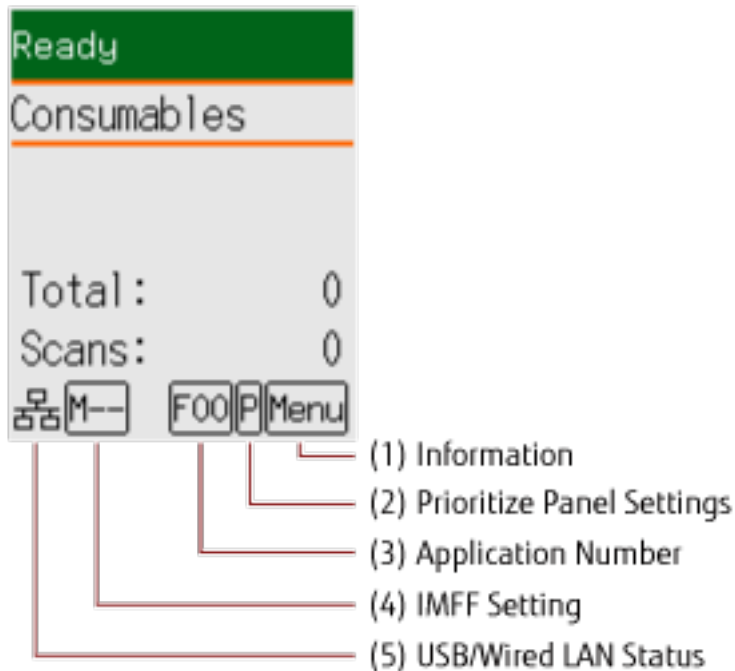 Ready
Consumables
Total: 0
Scans: 0
M-- F00 P Menu
(1) Information
(2) Prioritize Panel Settings
(3) Application Number
(4) IMFF Setting
(5) USB/Wired LAN Status